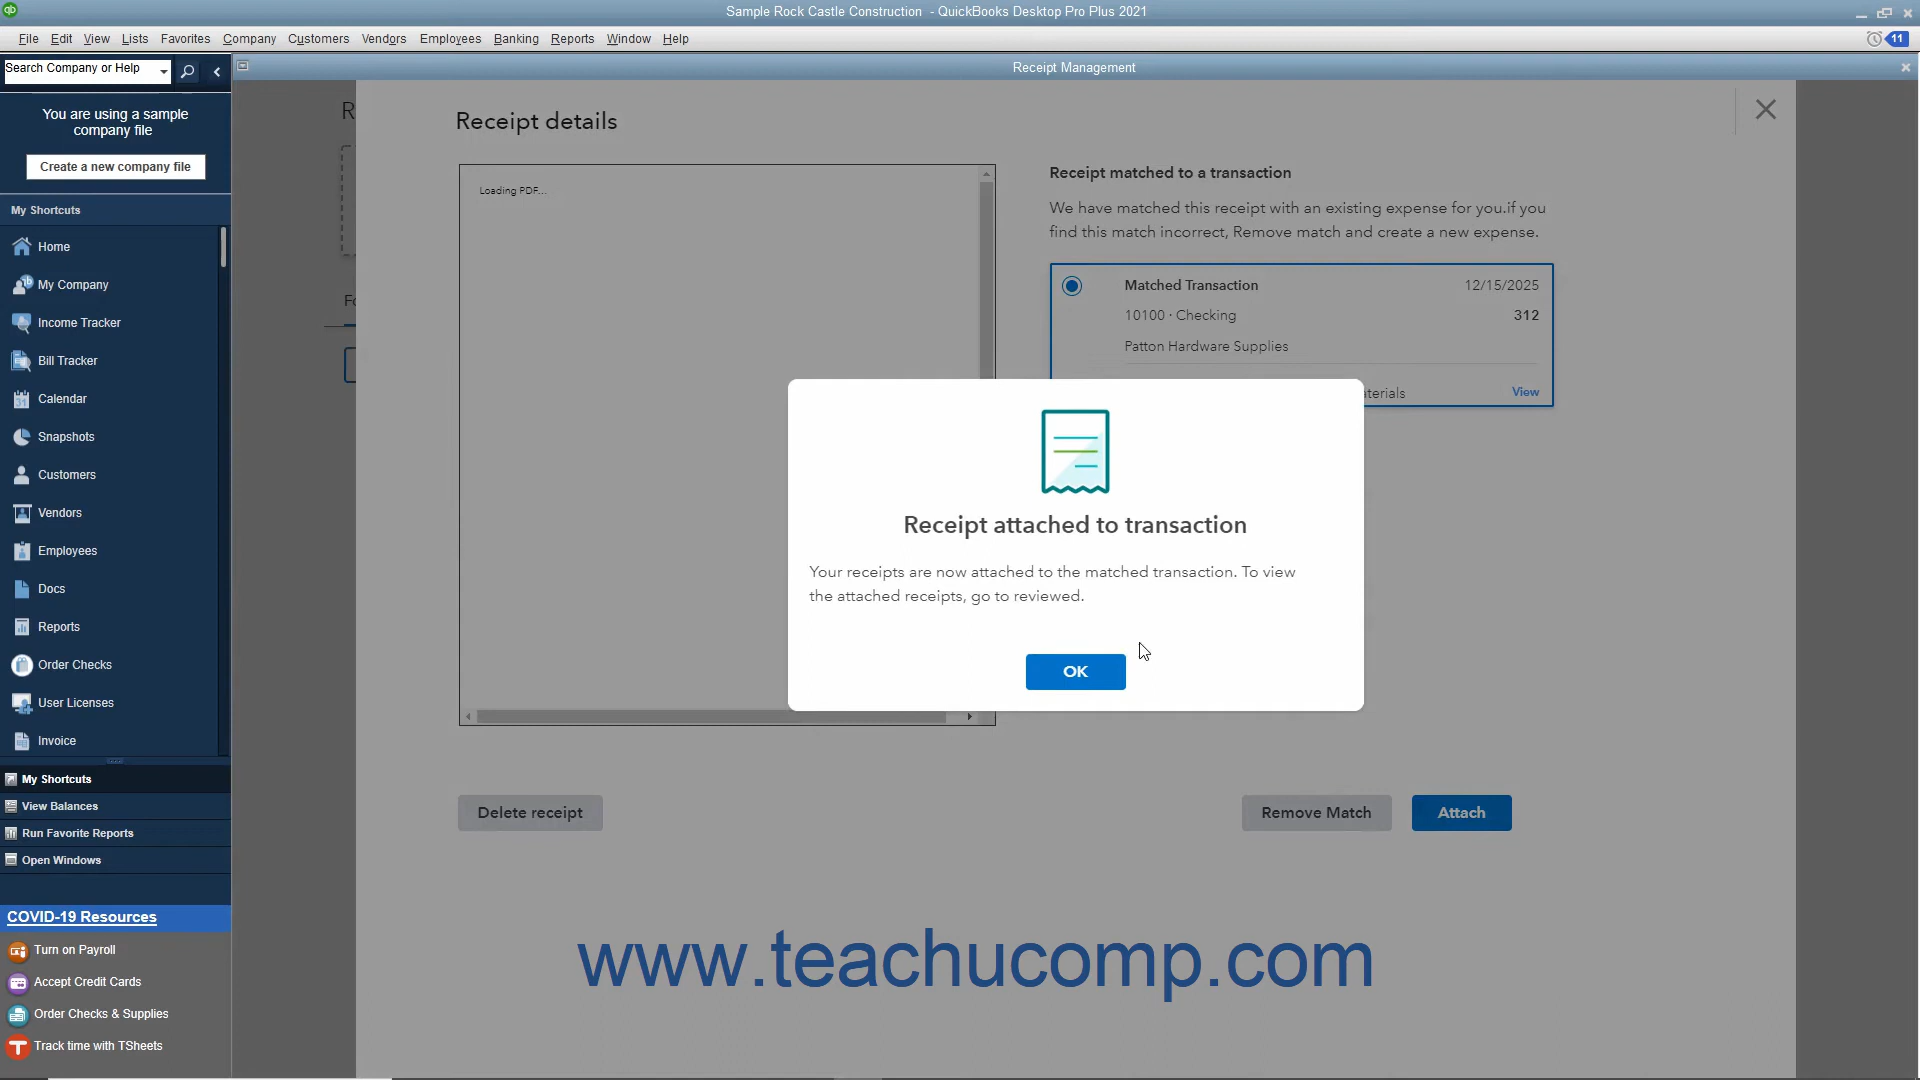 Sample Rock Castle Construction - QuickBooks Desktop Pro Plus 2021
File Edit View Lists Favorites Company Customers Vendors Employees Banking Reports Window Help
11
Search Company or Help
Receipt Management
You are using a sample
company file
Create a new company file
My Shortcuts
Home
My Company
Income Tracker
Bill Tracker
Calendar
Snapshots
Customers
Vendors
Employees
Docs
Reports
Order Checks
User Licenses
Invoice
My Shortcuts
View Balances
Run Favorite Reports
Open Windows
COVID-19 Resources
Turn on Payroll
Accept Credit Cards
Order Checks & Supplies
Track time with TSheets
R
Fo
Receipt details
Loading PDF...
Receipt matched to a transaction
We have matched this receipt with an existing expense for you.if you
find this match incorrect, Remove match and create a new expense.
Matched Transaction 12/15/2025
10100 · Checking 312
Patton Hardware Supplies
terials View
Receipt attached to transaction
Your receipts are now attached to the matched transaction. To view
the attached receipts, go to reviewed.
OK
Delete receipt Remove Match Attach
www.teachucomp.com